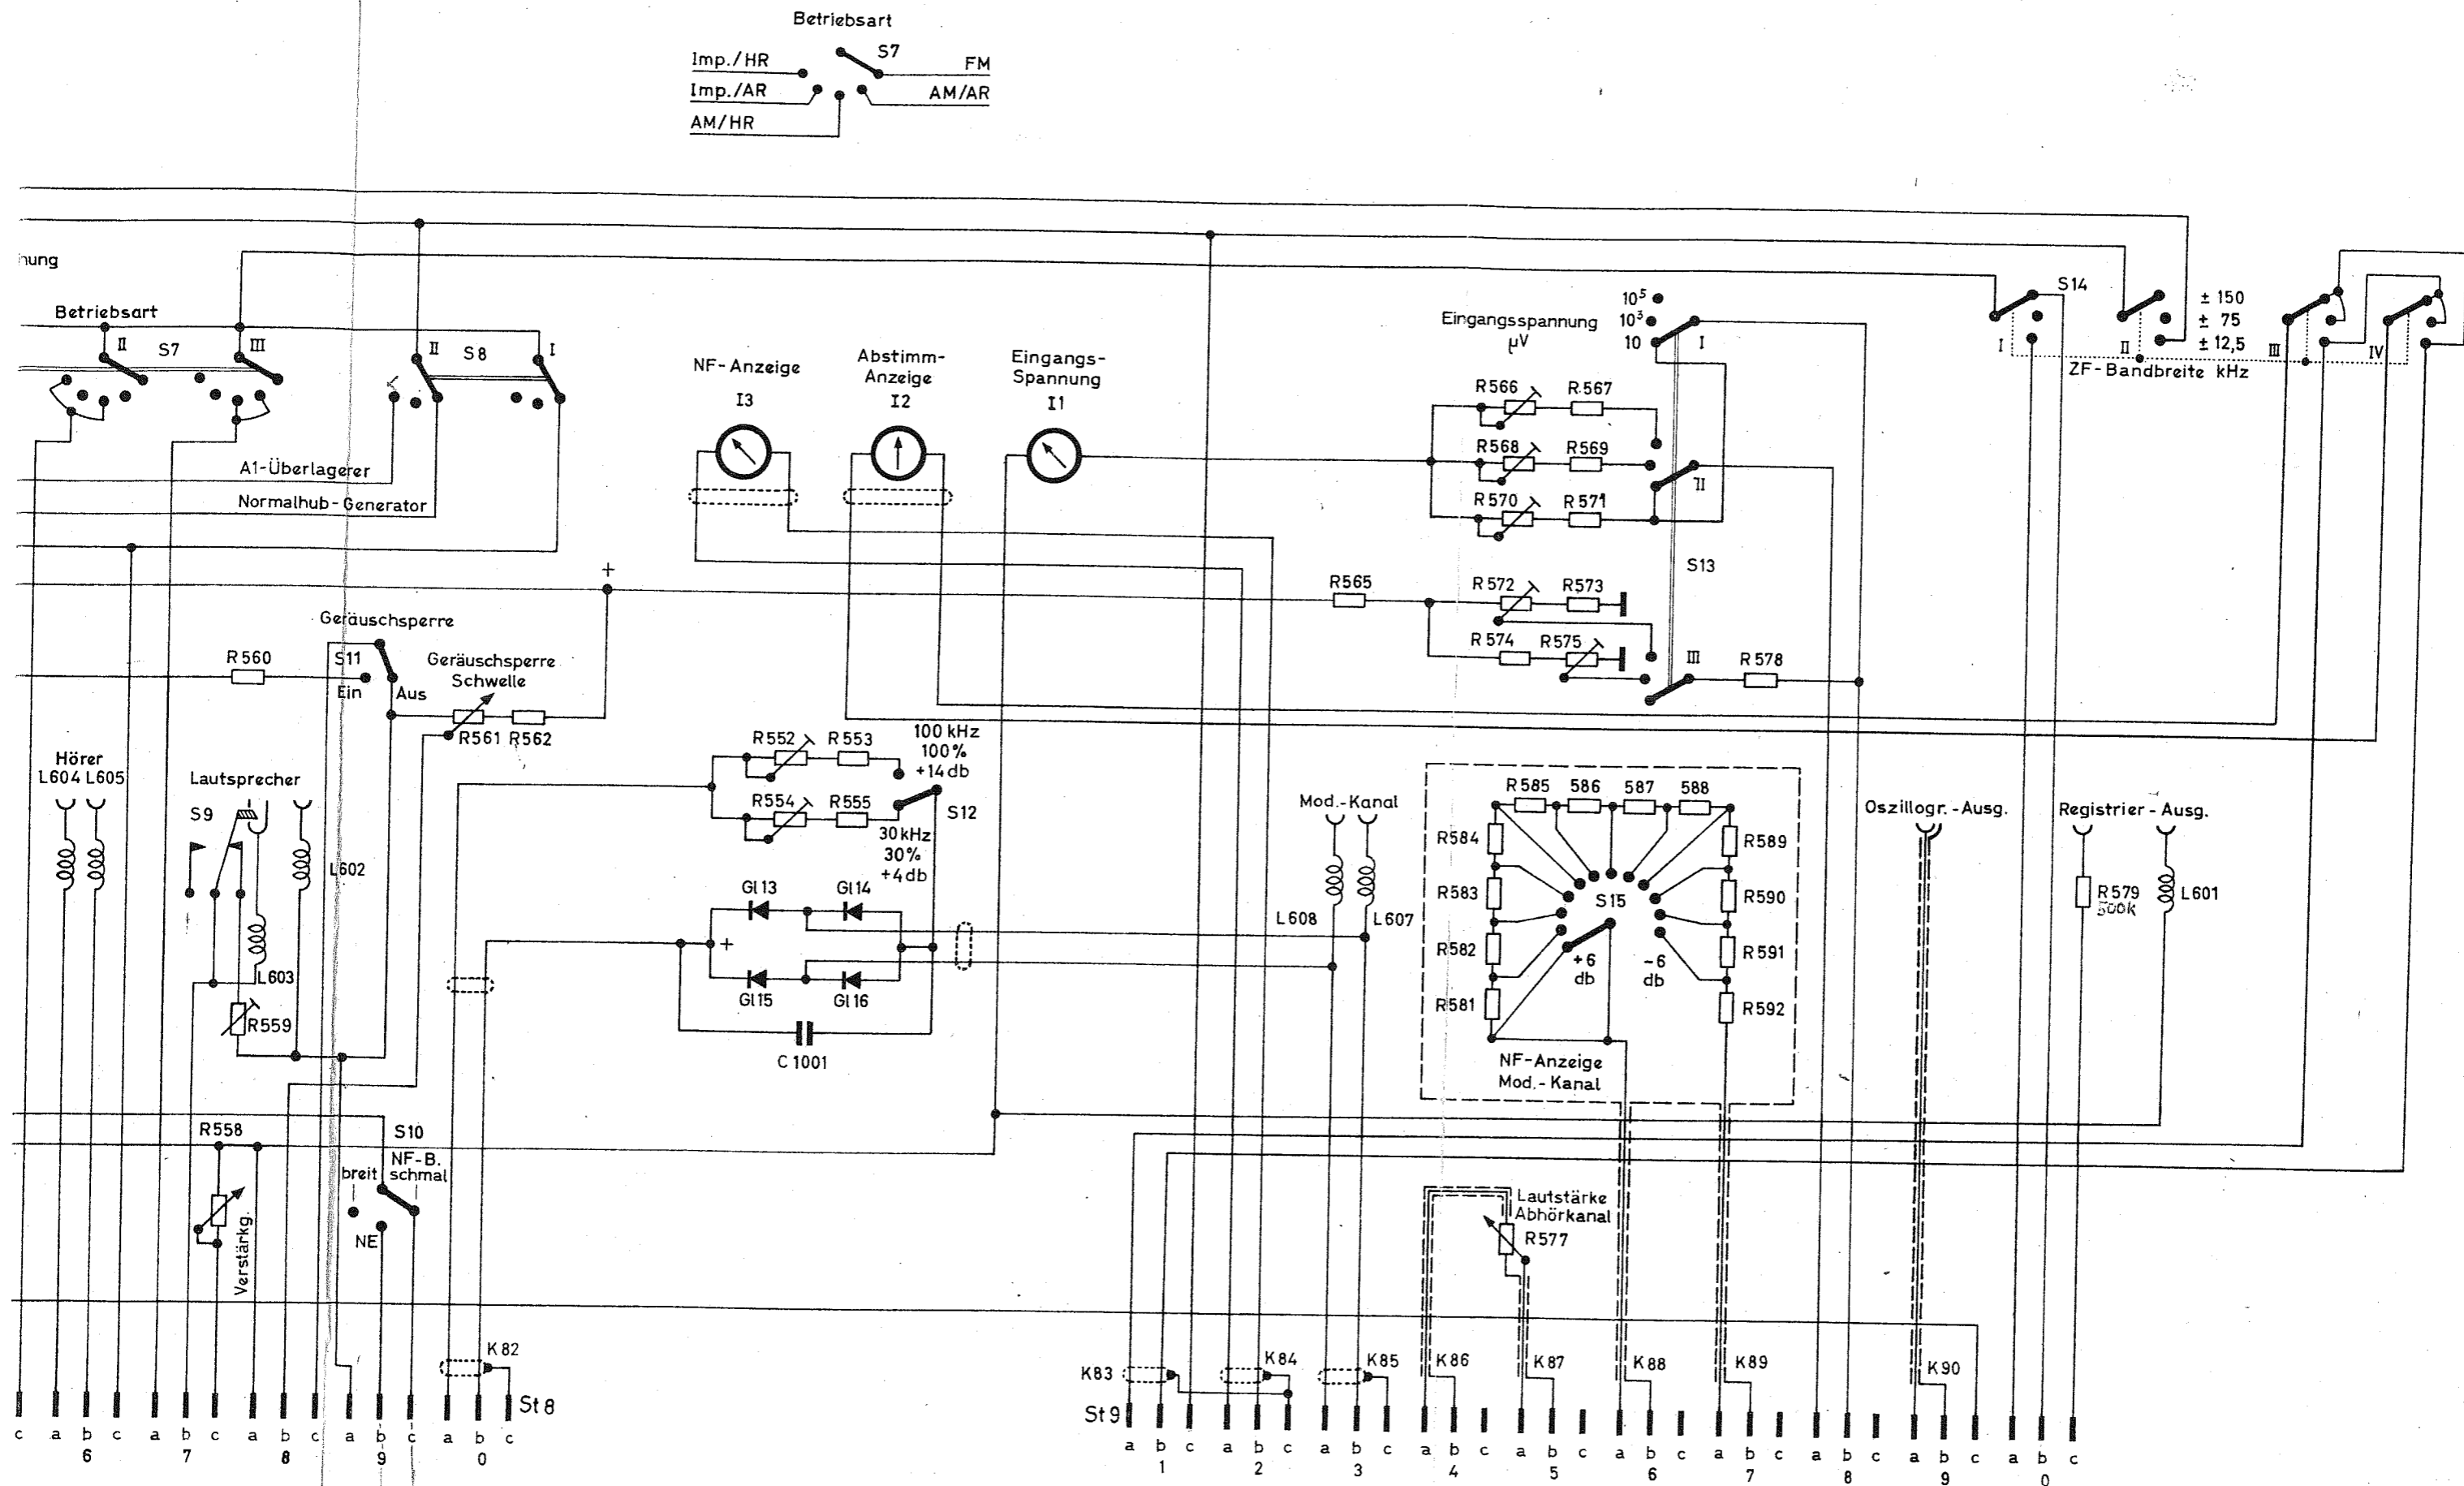 Betriebsart
S7
Imp./HR
FM
Imp./AR
AM/AR
AM/HR
nung
Betriebsart
II
S7
III
II
S8
I
A1-Überlagerer
Normalhub-Generator
NF-Anzeige
I3
Abstimm-
Anzeige
I2
Eingangs-
Spannung
I1
Eingangsspannung
µV
10⁵
10³
10
I
R566
R567
R568
R569
II
R570
R571
S13
R565
R572
R573
R574
R575
III
R578
S14
I
II
± 150
± 75
± 12,5
III
IV
ZF-Bandbreite kHz
+
Geräuschsperre
R560
S11
Ein
Aus
Geräuschsperre
Schwelle
R561
R562
Hörer
L604
L605
Lautsprecher
S9
L602
L603
R559
R552
R553
100 kHz
100%
+14 db
R554
R555
S12
30 kHz
30%
+4 db
Gl13
Gl14
+
Gl15
Gl16
C 1001
Mod.-Kanal
L608
L607
R585
586
587
588
R584
R589
R583
S15
R590
R582
+6
db
-6
db
R591
R581
R592
NF-Anzeige
Mod.-Kanal
Oszillogr.-Ausg.
Registrier-Ausg.
R579
500k
L601
R558
Verstärkg.
S10
NF-B.
breit
schmal
NE
Lautstärke
Abhörkanal
R577
K82
St 8
K83
K84
K85
K86
K87
K88
K89
K90
St 9
c a b c a b c a b c a b c a b c
6 7 8 9 0
a b c a b c a b c a b c a b c a b c a b c a b c a b c a b c
1 2 3 4 5 6 7 8 9 0